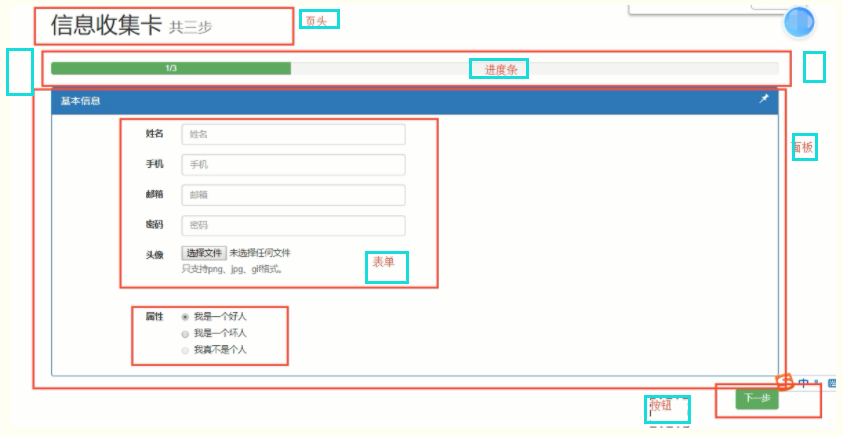 信息收集卡 共三步
页头
1/3
进度条
基本信息
姓名 姓名
手机 手机
面板
邮箱 邮箱
密码 密码
头像 选择文件 未选择任何文件
只支持png、jpg、gif格式。
表单
属性 我是一个好人
我是一个坏人
我真不是个人
中
下一步
按钮